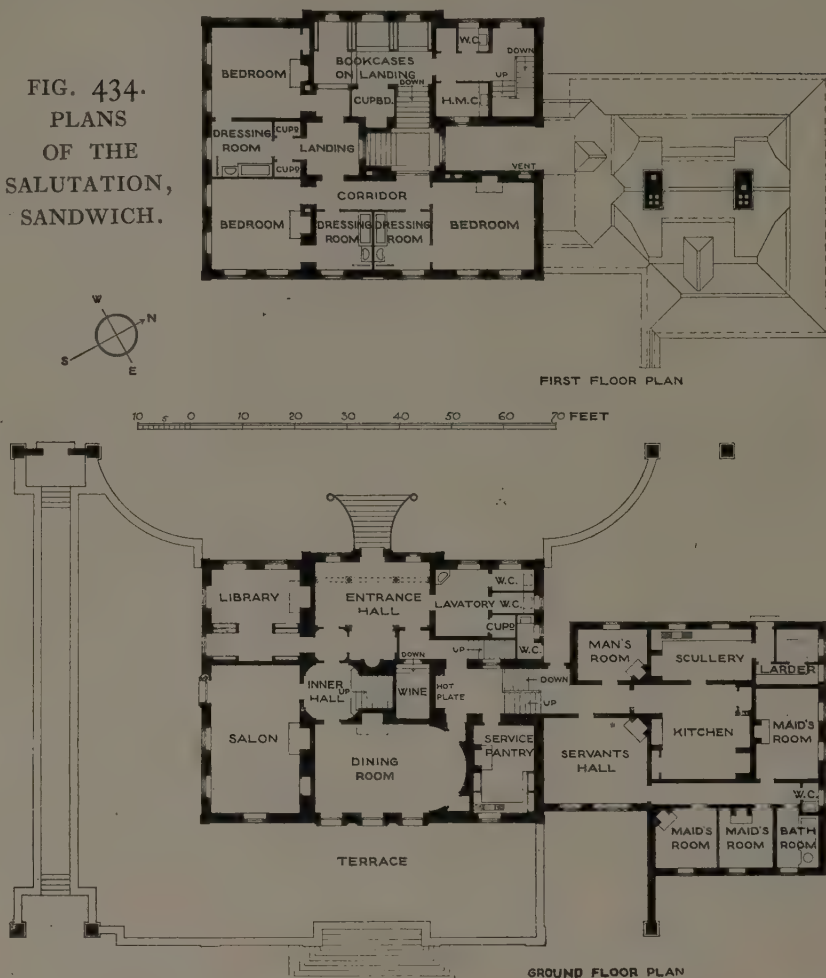 FIG. 434.
PLANS
OF THE
SALUTATION,
SANDWICH.
W
N
S
E
BEDROOM
BOOKCASES
ON LANDING
DOWN
W.C.
DOWN
UP
CUPBD.
H.M.C.
DRESSING
ROOM
CUPD
CUPD
LANDING
VENT
CORRIDOR
BEDROOM
DRESSING
ROOM
DRESSING
ROOM
BEDROOM
FIRST FLOOR PLAN
10 5 0 10 20 30 40 50 60 70 FEET
LIBRARY
ENTRANCE
HALL
LAVATORY
W.C.
W.C.
CUPD
W.C.
UP
DOWN
INNER
HALL
UP
WINE
HOT
PLATE
DOWN
UP
SALON
DINING
ROOM
SERVICE
PANTRY
MAN'S
ROOM
SCULLERY
LARDER
SERVANTS
HALL
KITCHEN
MAID'S
ROOM
W.C.
MAID'S
ROOM
MAID'S
ROOM
BATH
ROOM
TERRACE
GROUND FLOOR PLAN